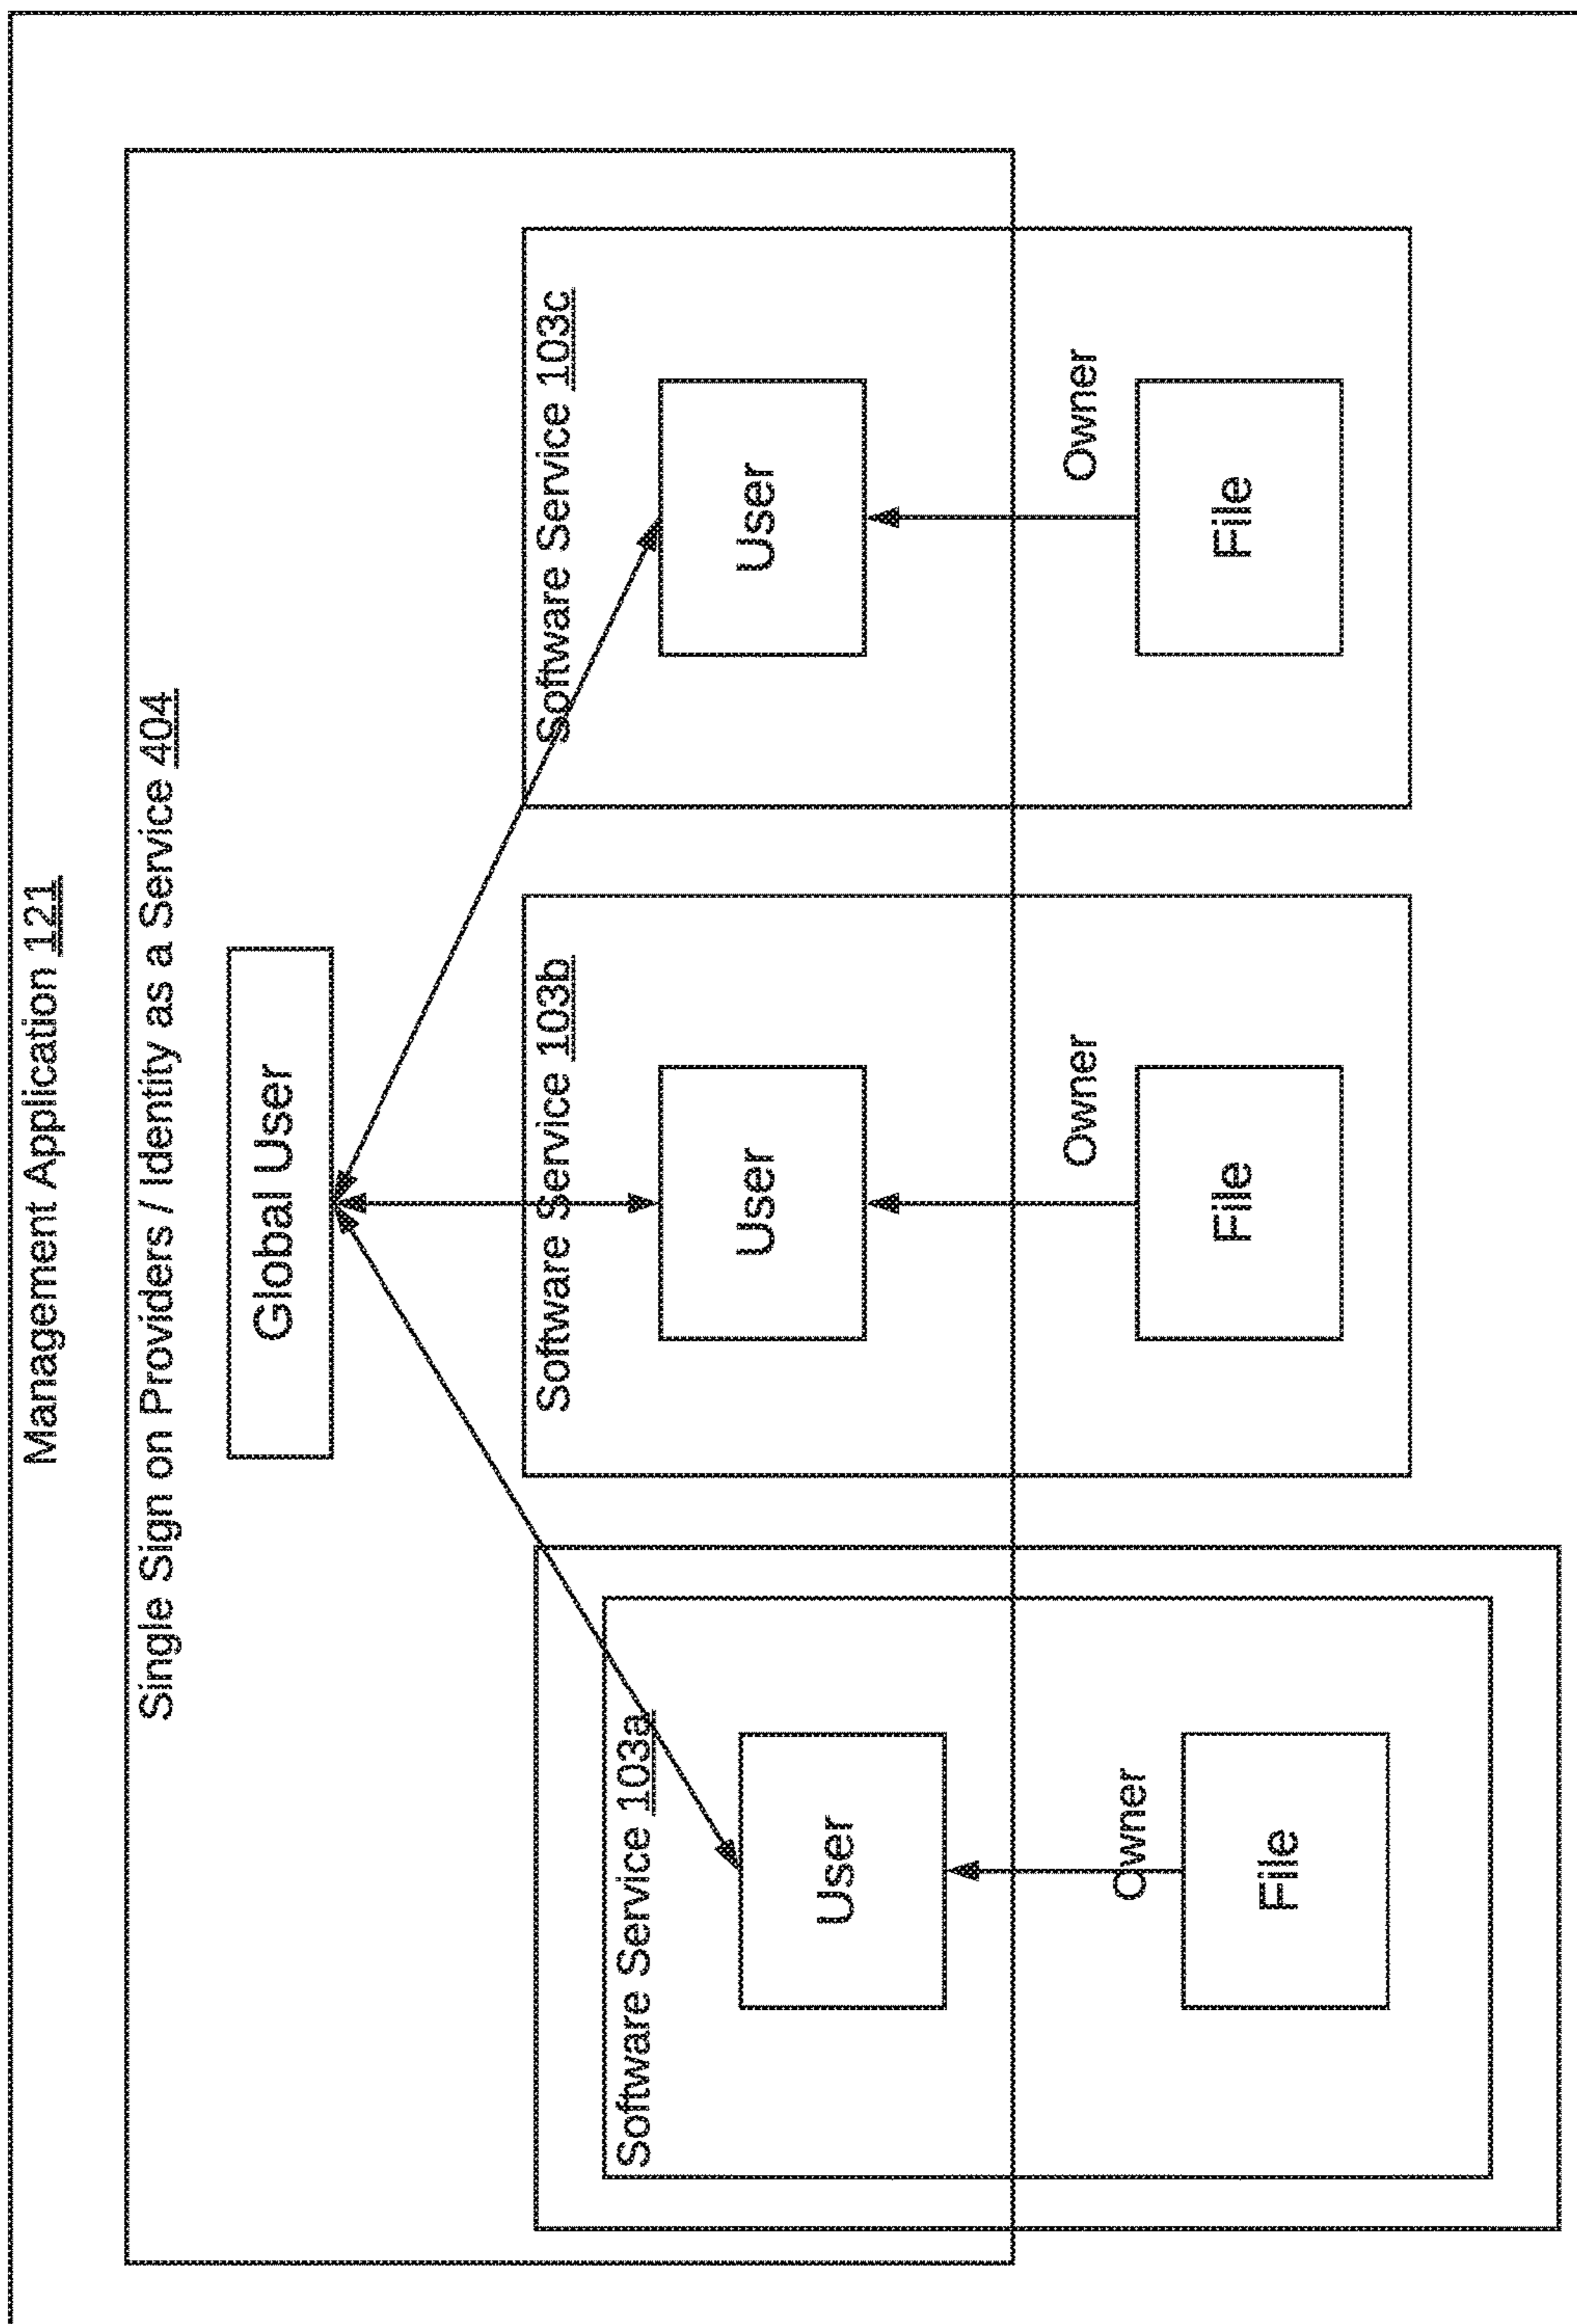 Management Application 121
Single Sign on Providers / Identity as a Service 404
Global User
Software Service 103a
User
Owner
File
Software Service 103b
User
Owner
File
Software Service 103c
User
Owner
File